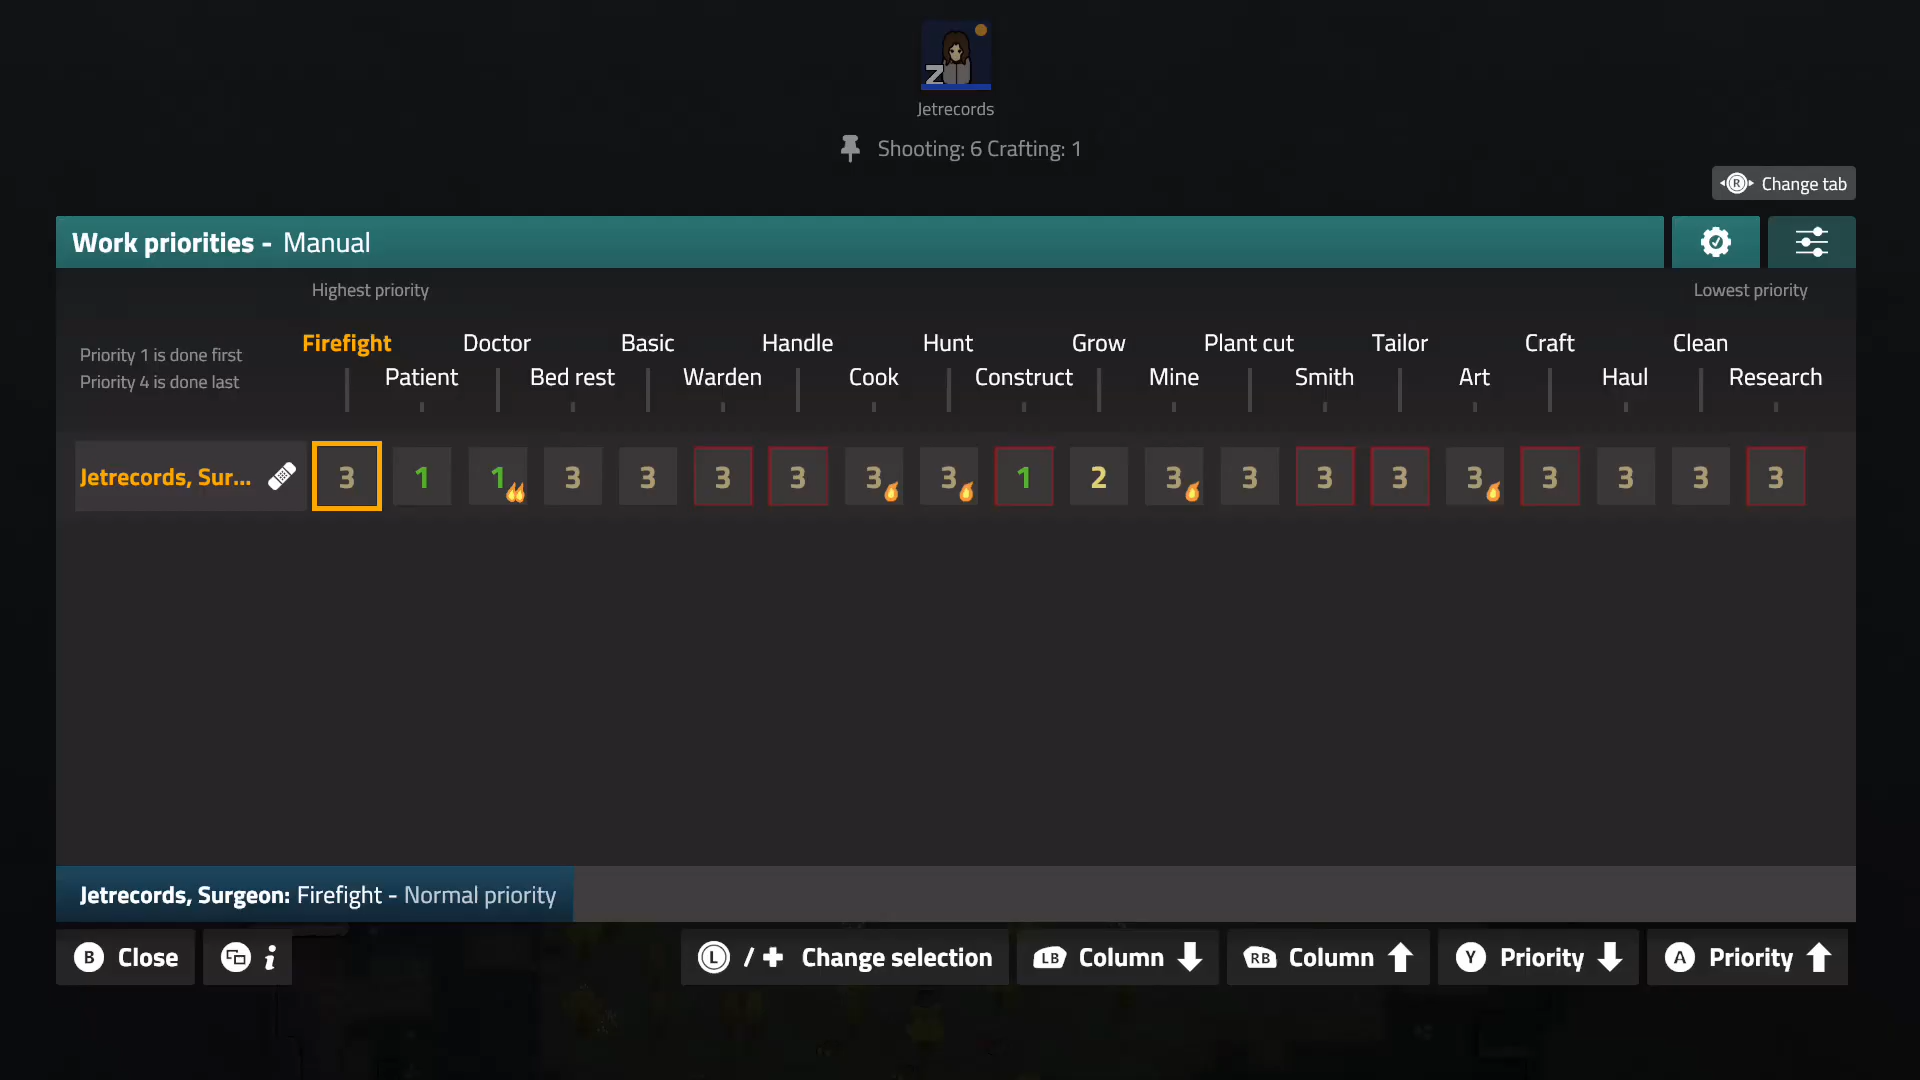 Z
Jetrecords
Shooting: 6 Crafting: 1
R Change tab
Work priorities - Manual
Highest priority
Lowest priority
Priority 1 is done first
Priority 4 is done last
Firefight Doctor Basic Handle Hunt Grow Plant cut Tailor Craft Clean
Patient Bed rest Warden Cook Construct Mine Smith Art Haul Research
Jetrecords, Sur... 3 1 1 3 3 3 3 3 3 1 2 3 3 3 3 3 3 3 3 3
Jetrecords, Surgeon: Firefight - Normal priority
B Close i L / Change selection LB Column RB Column Y Priority A Priority